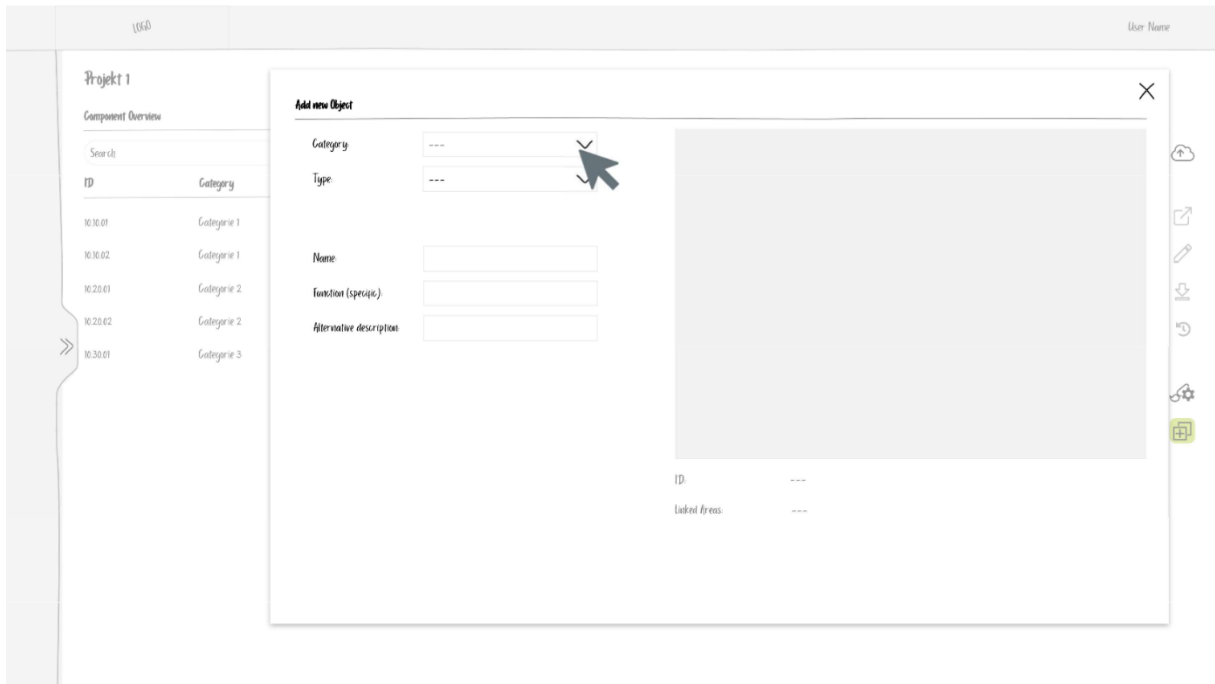 LOGO
User Name
Projekt 1
Component Overview
Search
ID Category
10.10.01 Categorie 1
10.10.02 Categorie 1
10.20.01 Categorie 2
10.20.02 Categorie 2
10.30.01 Categorie 3
Add new Object
Category: ---
Type: ---
Name:
Function (specific):
Alternative description:
ID: ---
Linked Areas: ---